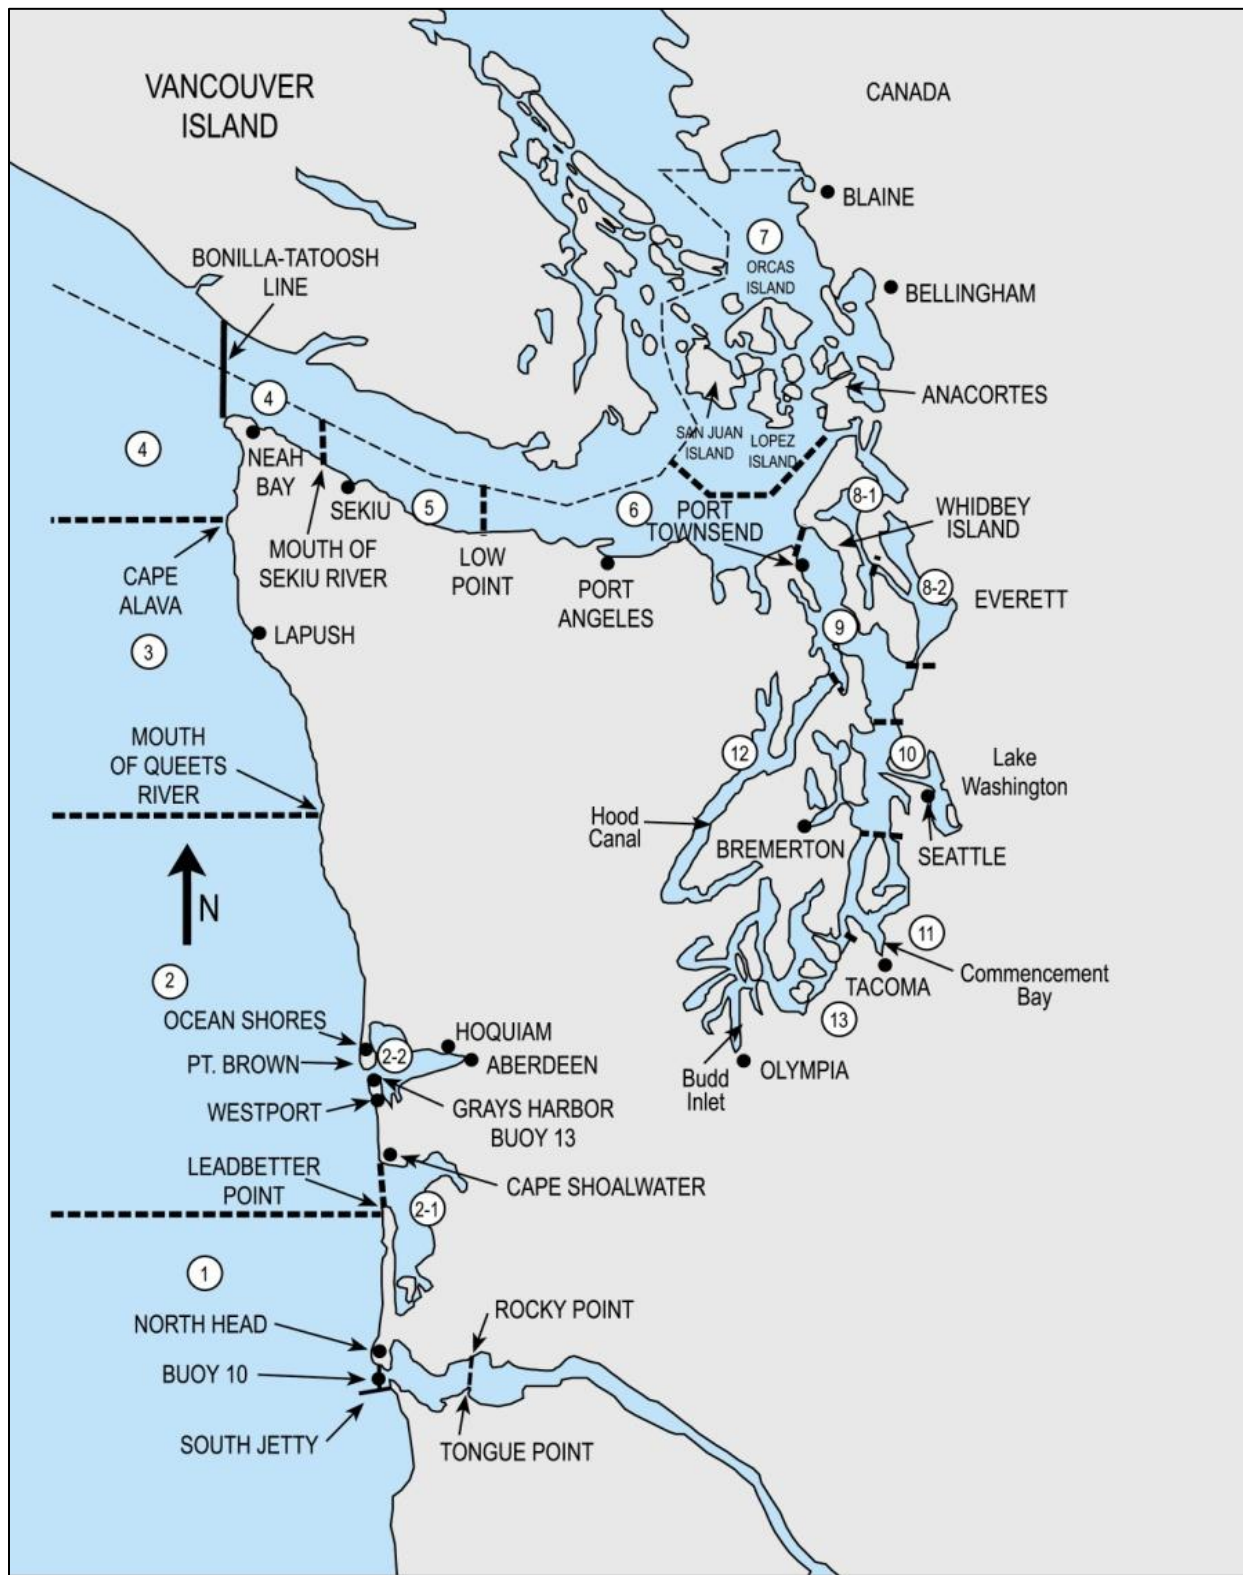 VANCOUVER
ISLAND
CANADA
BLAINE
7
ORCAS
ISLAND
BONILLA-TATOOSH
LINE
BELLINGHAM
4
ANACORTES
4
SAN JUAN
ISLAND
LOPEZ
ISLAND
NEAH
BAY
SEKIU
5
6
PORT
TOWNSEND
8-1
WHIDBEY
ISLAND
MOUTH OF
SEKIU RIVER
LOW
POINT
PORT
ANGELES
8-2
EVERETT
CAPE
ALAVA
LAPUSH
3
9
MOUTH
OF QUEETS
RIVER
12
10
Lake
Washington
Hood
Canal
BREMERTON
SEATTLE
N
11
TACOMA
Commencement
Bay
2
13
OCEAN SHORES
HOQUIAM
2-2
PT. BROWN
ABERDEEN
Budd
Inlet
OLYMPIA
WESTPORT
GRAYS HARBOR
BUOY 13
LEADBETTER
POINT
CAPE SHOALWATER
2-1
1
ROCKY POINT
NORTH HEAD
BUOY 10
SOUTH JETTY
TONGUE POINT